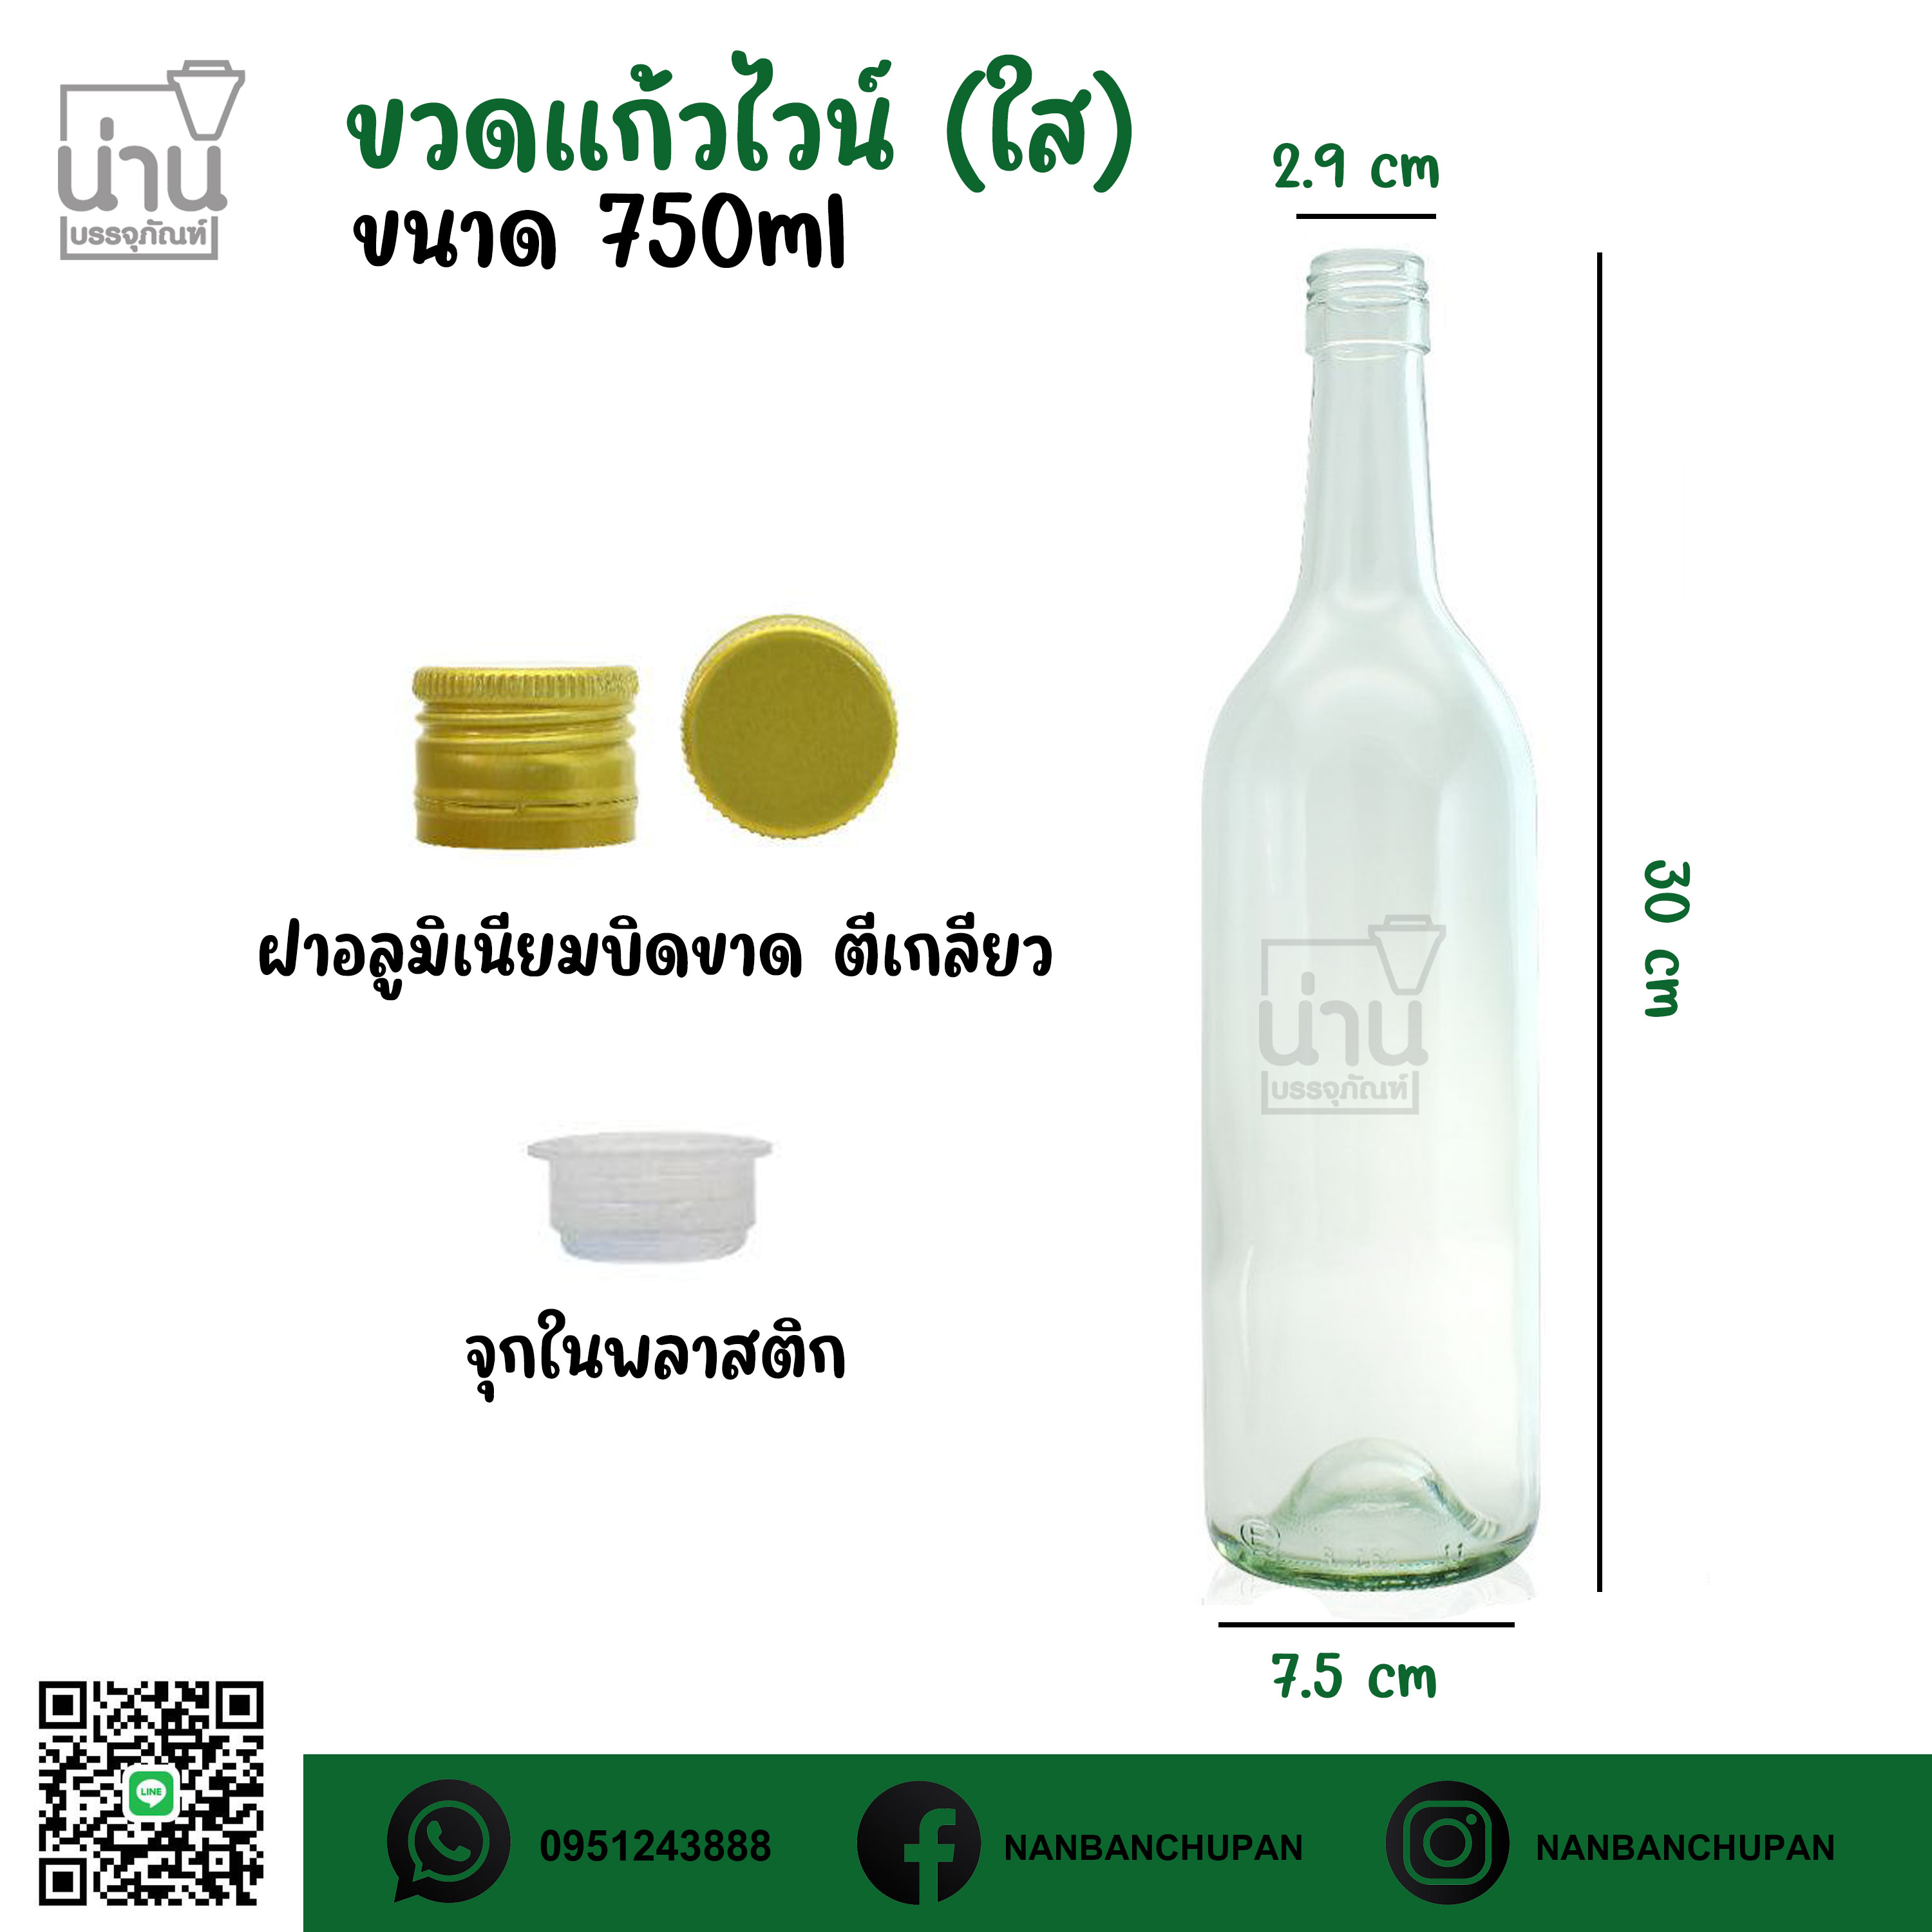 น่าน
บรรจุภัณฑ์
ขวดแก้วไวน์ (ใส)
ขนาด 750ml
2.9 cm
30 cm
ฝาอลูมิเนียมบิดขาด ตีเกลียว
น่าน
บรรจุภัณฑ์
จุกในพลาสติก
7.5 cm
LINE
0951243888
NANBANCHUPAN
NANBANCHUPAN